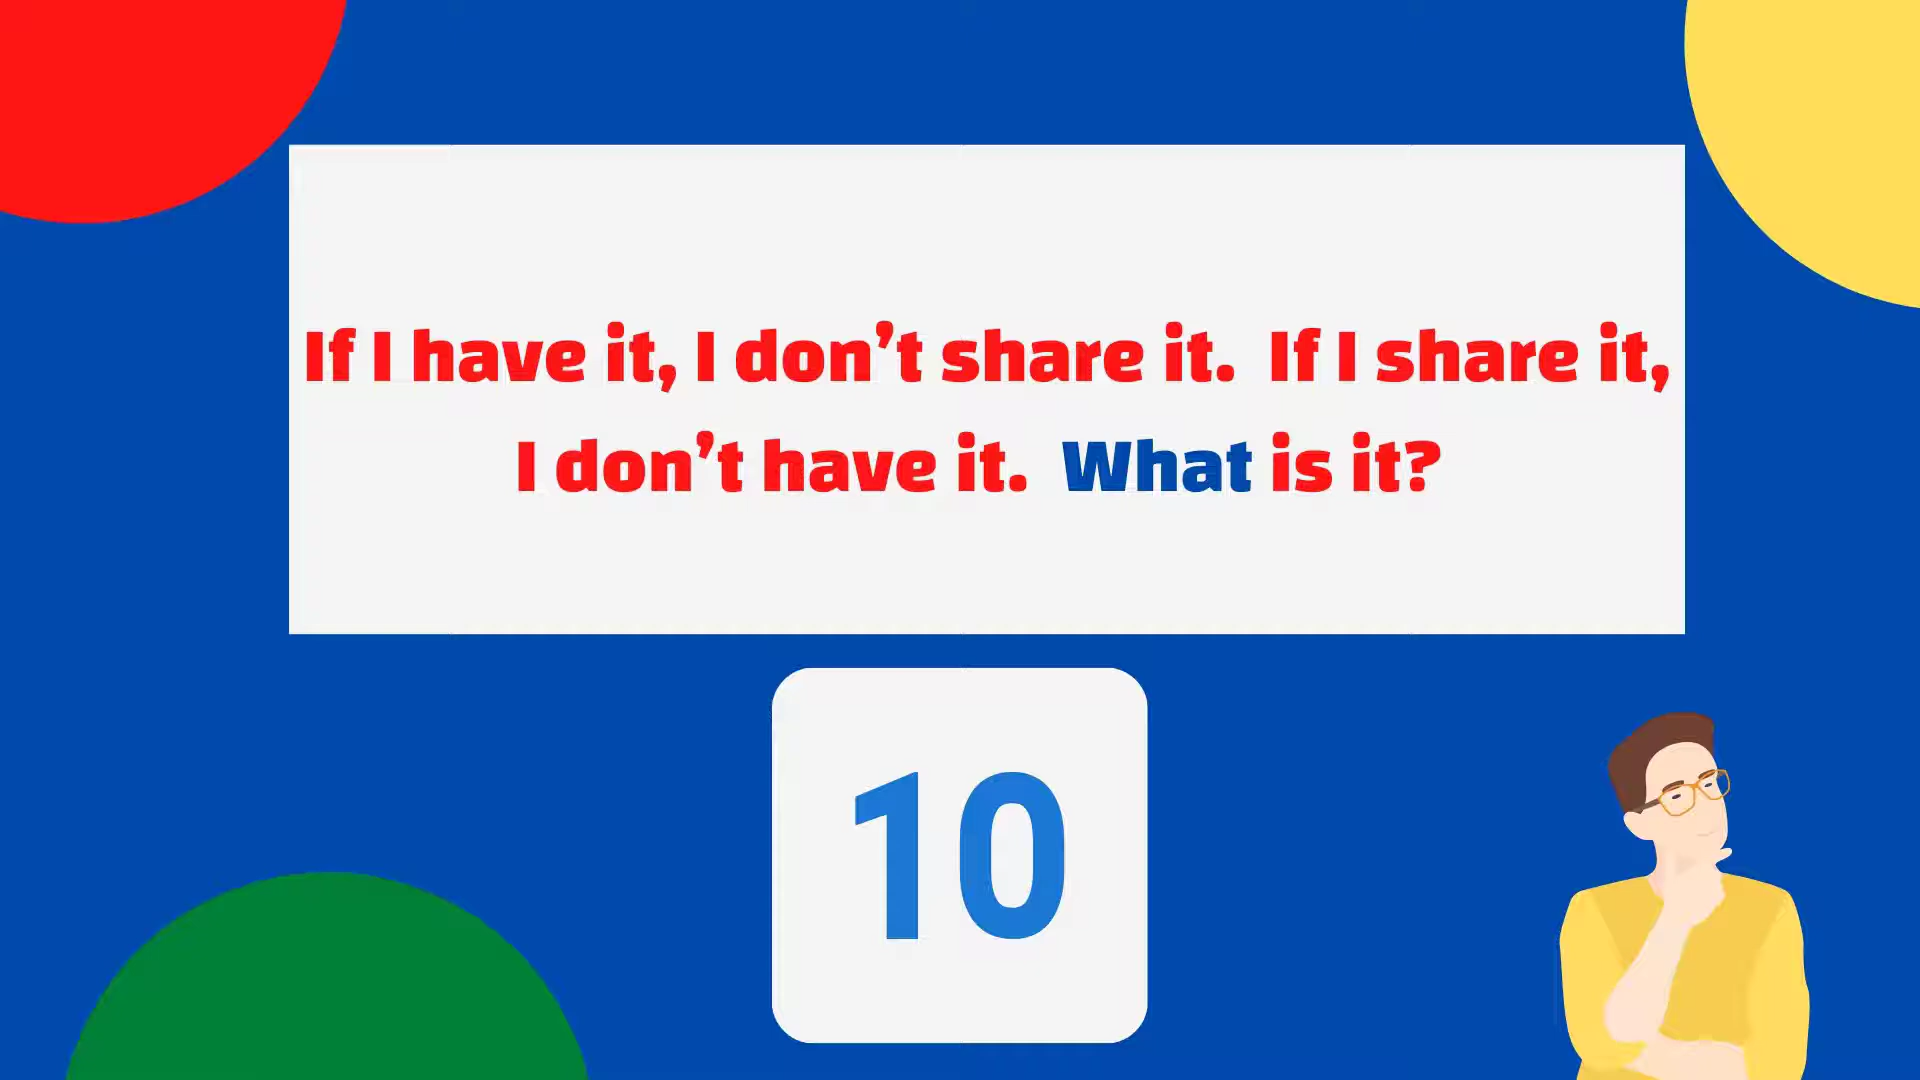 If I have it, I don’t share it.  If I share it,
I don’t have it.  What is it?
10